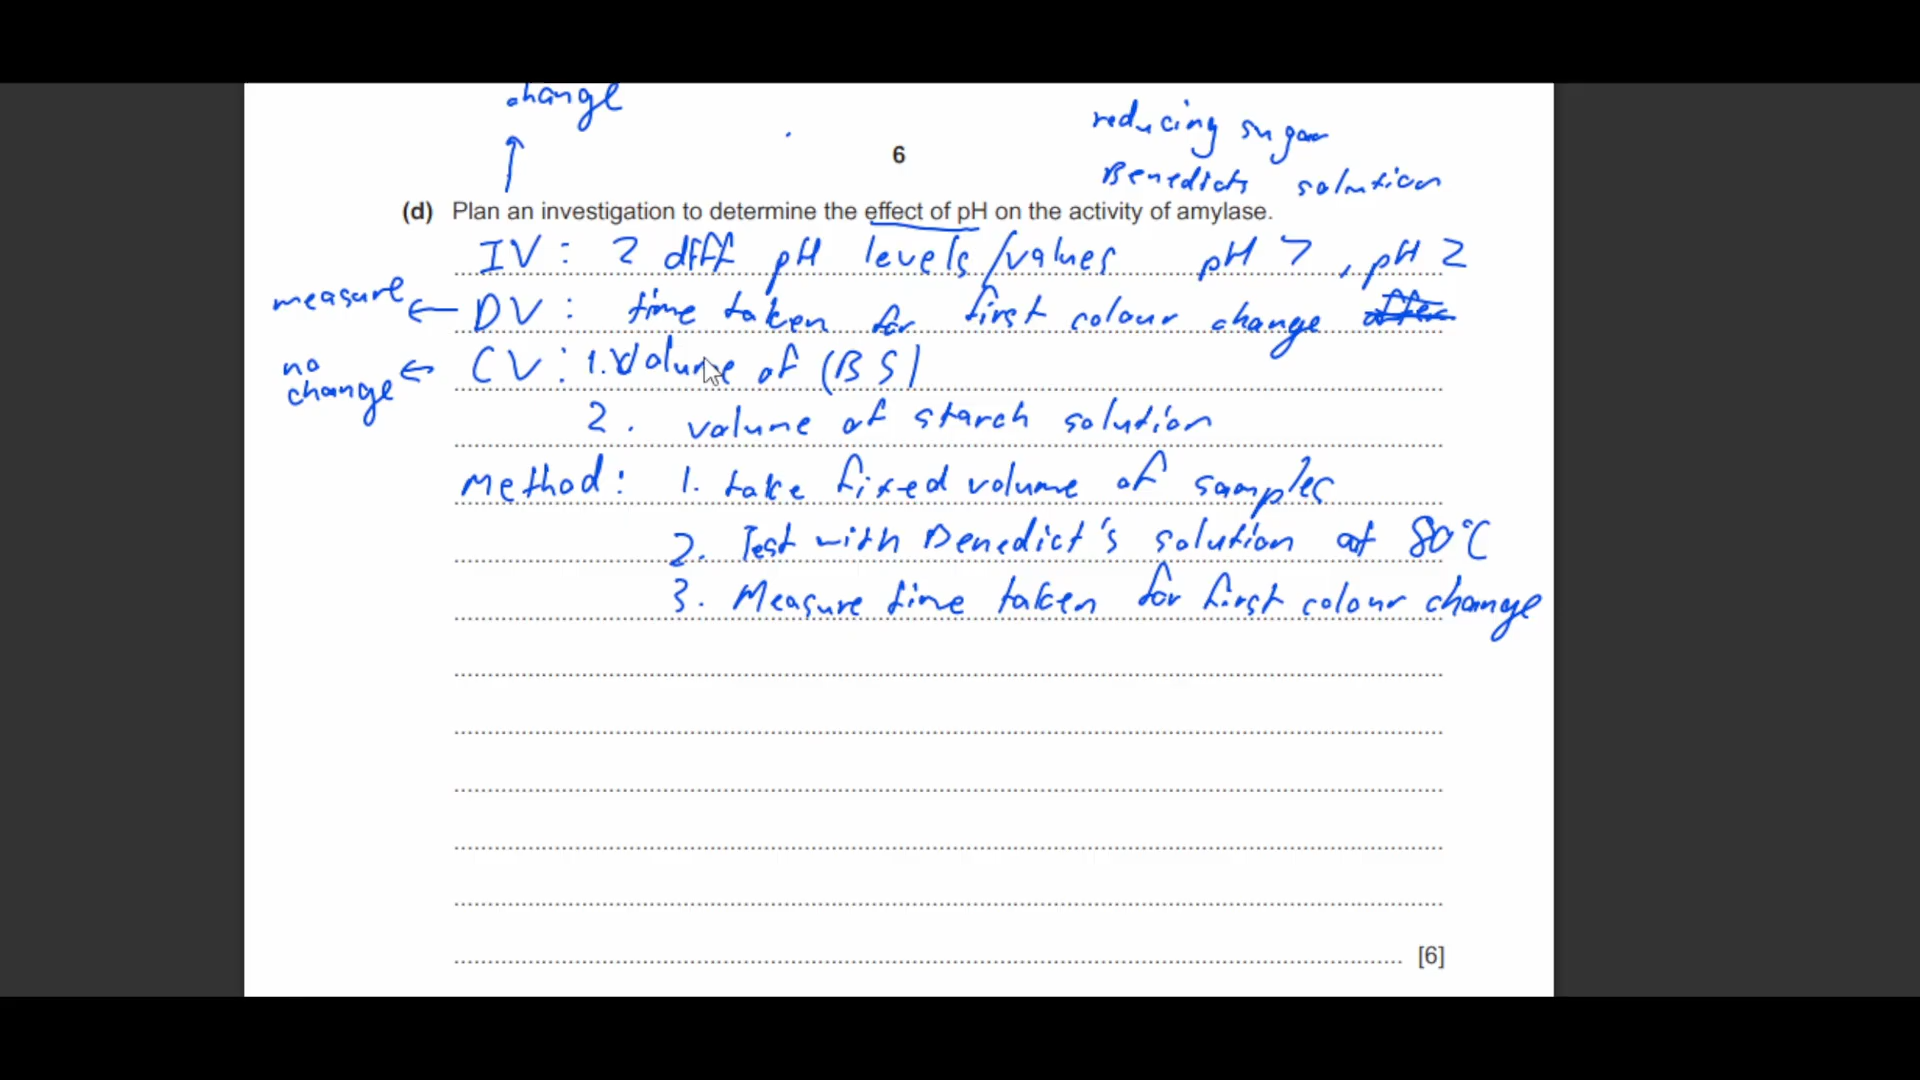 change
reducing sugar
6
Benedicts solution
(d) Plan an investigation to determine the effect of pH on the activity of amylase.
IV : 2 diff pH levels/values pH 7 , pH 2
measure ← DV : time taken for first colour change
no change ← CV : 1. Volume of (BS)
2. volume of starch solution
Method : 1. take fixed volume of samples
2. Test with Benedict's solution at 80°C
3. Measure time taken for first colour change
[6]